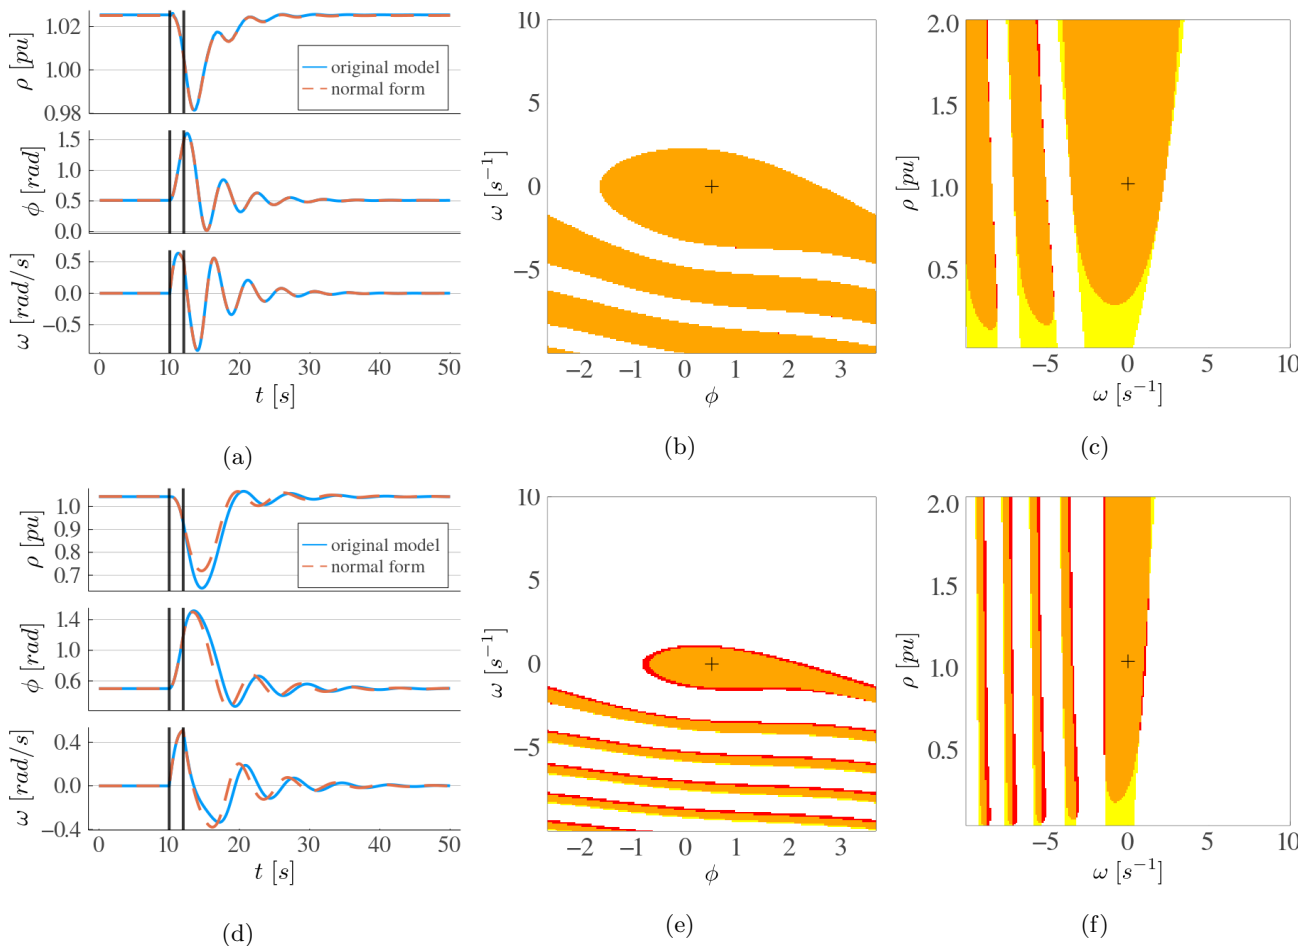 1.02
1.00
0.98
ρ [pu]
original model
normal form
1.5
1.0
0.5
0.0
ϕ [rad]
0.5
0.0
−0.5
ω [rad/s]
0 10 20 30 40 50
t [s]
(a)
10
5
0
−5
ω [s⁻¹]
−2 −1 0 1 2 3
ϕ
(b)
2.0
1.5
1.0
0.5
ρ [pu]
−5 0 5 10
ω [s⁻¹]
(c)
1.0
0.9
0.8
0.7
ρ [pu]
original model
normal form
1.4
1.0
0.6
ϕ [rad]
0.4
0.0
−0.4
ω [rad/s]
0 10 20 30 40 50
t [s]
(d)
10
5
0
−5
ω [s⁻¹]
−2 −1 0 1 2 3
ϕ
(e)
2.0
1.5
1.0
0.5
ρ [pu]
−5 0 5 10
ω [s⁻¹]
(f)